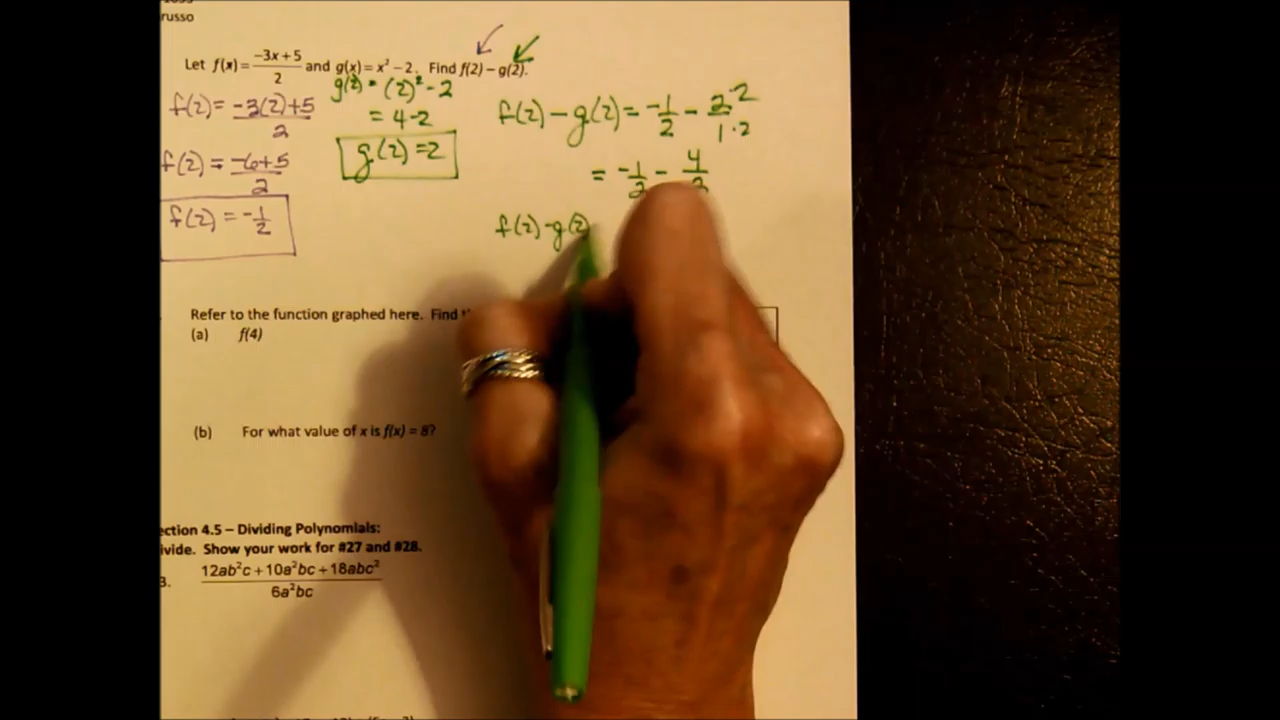 russo
Let f(x) = (-3x+5)/2 and g(x) = x² - 2. Find f(2) - g(2).
f(2) = (-3(2)+5)/2
f(2) = (-6+5)/2
f(2) = -1/2
g(2) = (2)² - 2
= 4-2
g(2) = 2
f(2) - g(2) = -1/2 - 2·2/1·2
= -1/2 - 4/2
f(2) - g(2)
Refer to the function graphed here. Find
(a) f(4)
(b) For what value of x is f(x) = 8?
ection 4.5 – Dividing Polynomials:
ivide. Show your work for #27 and #28.
(12ab²c + 10a²bc + 18abc²)/(6a²bc)